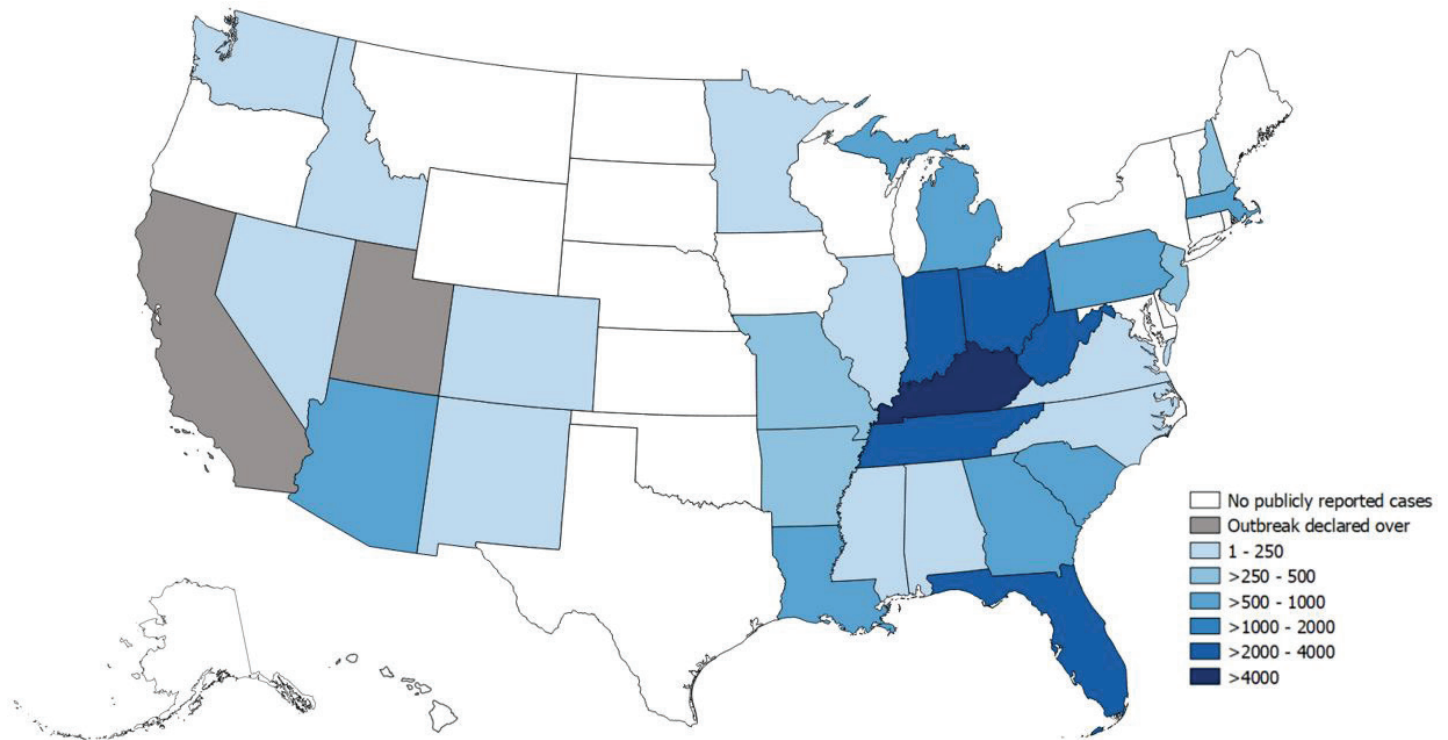 No publicly reported cases
Outbreak declared over
1 - 250
>250 - 500
>500 - 1000
>1000 - 2000
>2000 - 4000
>4000